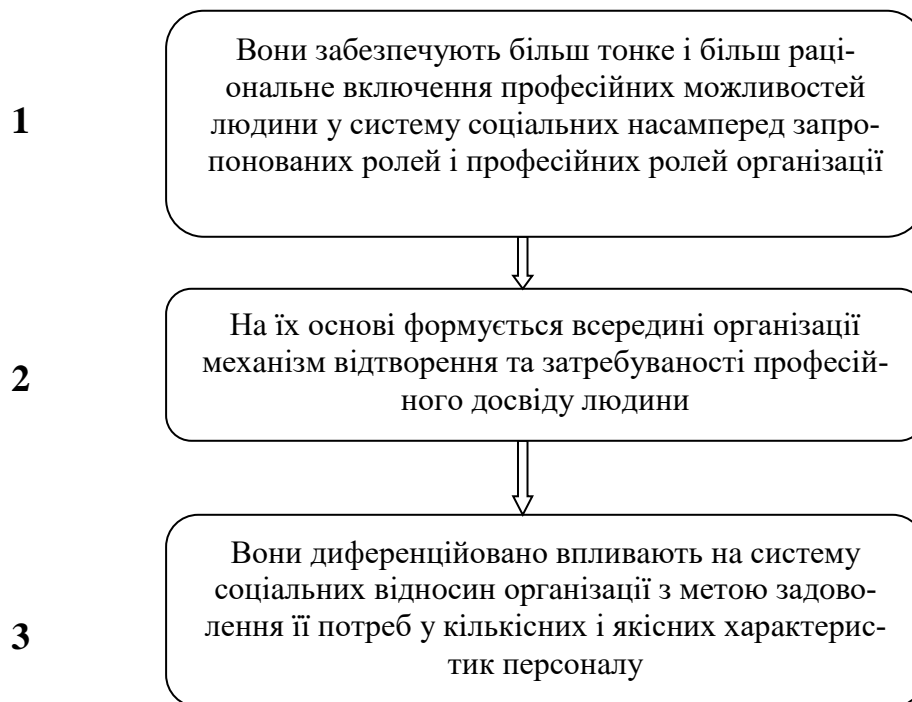 Вони забезпечують більш тонке і більш раці-
ональне включення професійних можливостей
1
людини у систему соціальних насамперед запро-
понованих ролей і професійних ролей організації
На їх основі формується всередині організації
механізм відтворення та затребуваності професій-
2
ного досвіду людини
Вони диференційовано впливають на систему
соціальних відносин організації з метою задово-
лення її потреб у кількісних і якісних характерис-
3
тик персоналу